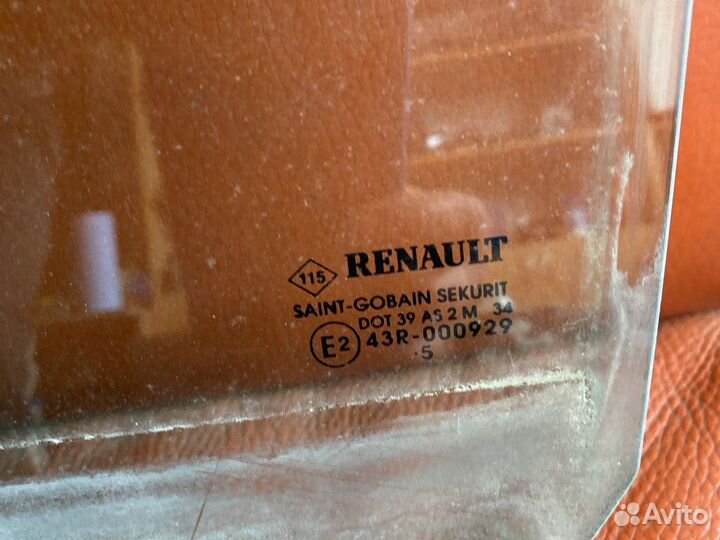 115 RENAULT
SAINT-GOBAIN SEKURIT
DOT 39 AS 2 M 34
E2 43R-000929
.5
Avito